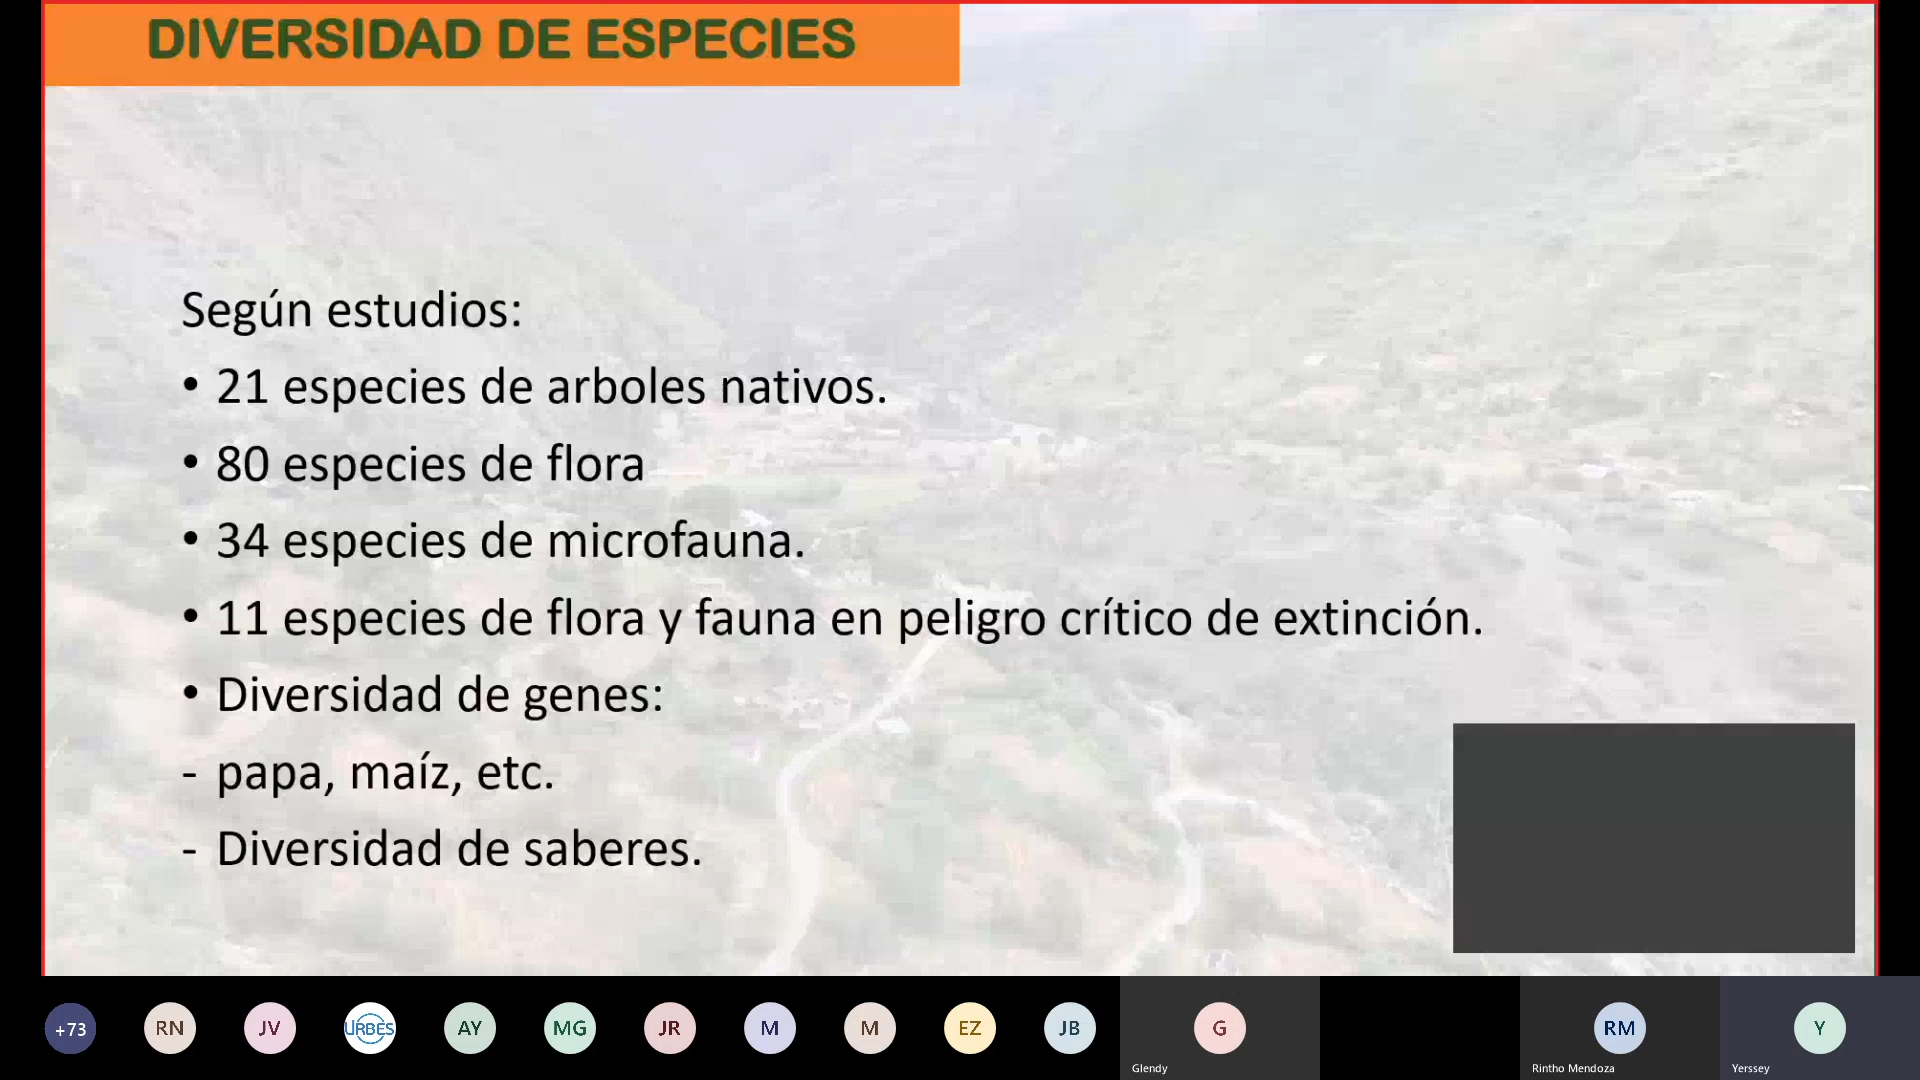 DIVERSIDAD DE ESPECIES
Según estudios:
• 21 especies de arboles nativos.
• 80 especies de flora
• 34 especies de microfauna.
• 11 especies de flora y fauna en peligro crítico de extinción.
• Diversidad de genes:
- papa, maíz, etc.
- Diversidad de saberes.
+73 RN JV URBES AY MG JR M M EZ JB G RM Y
Glendy Rintho Mendoza Yerssey